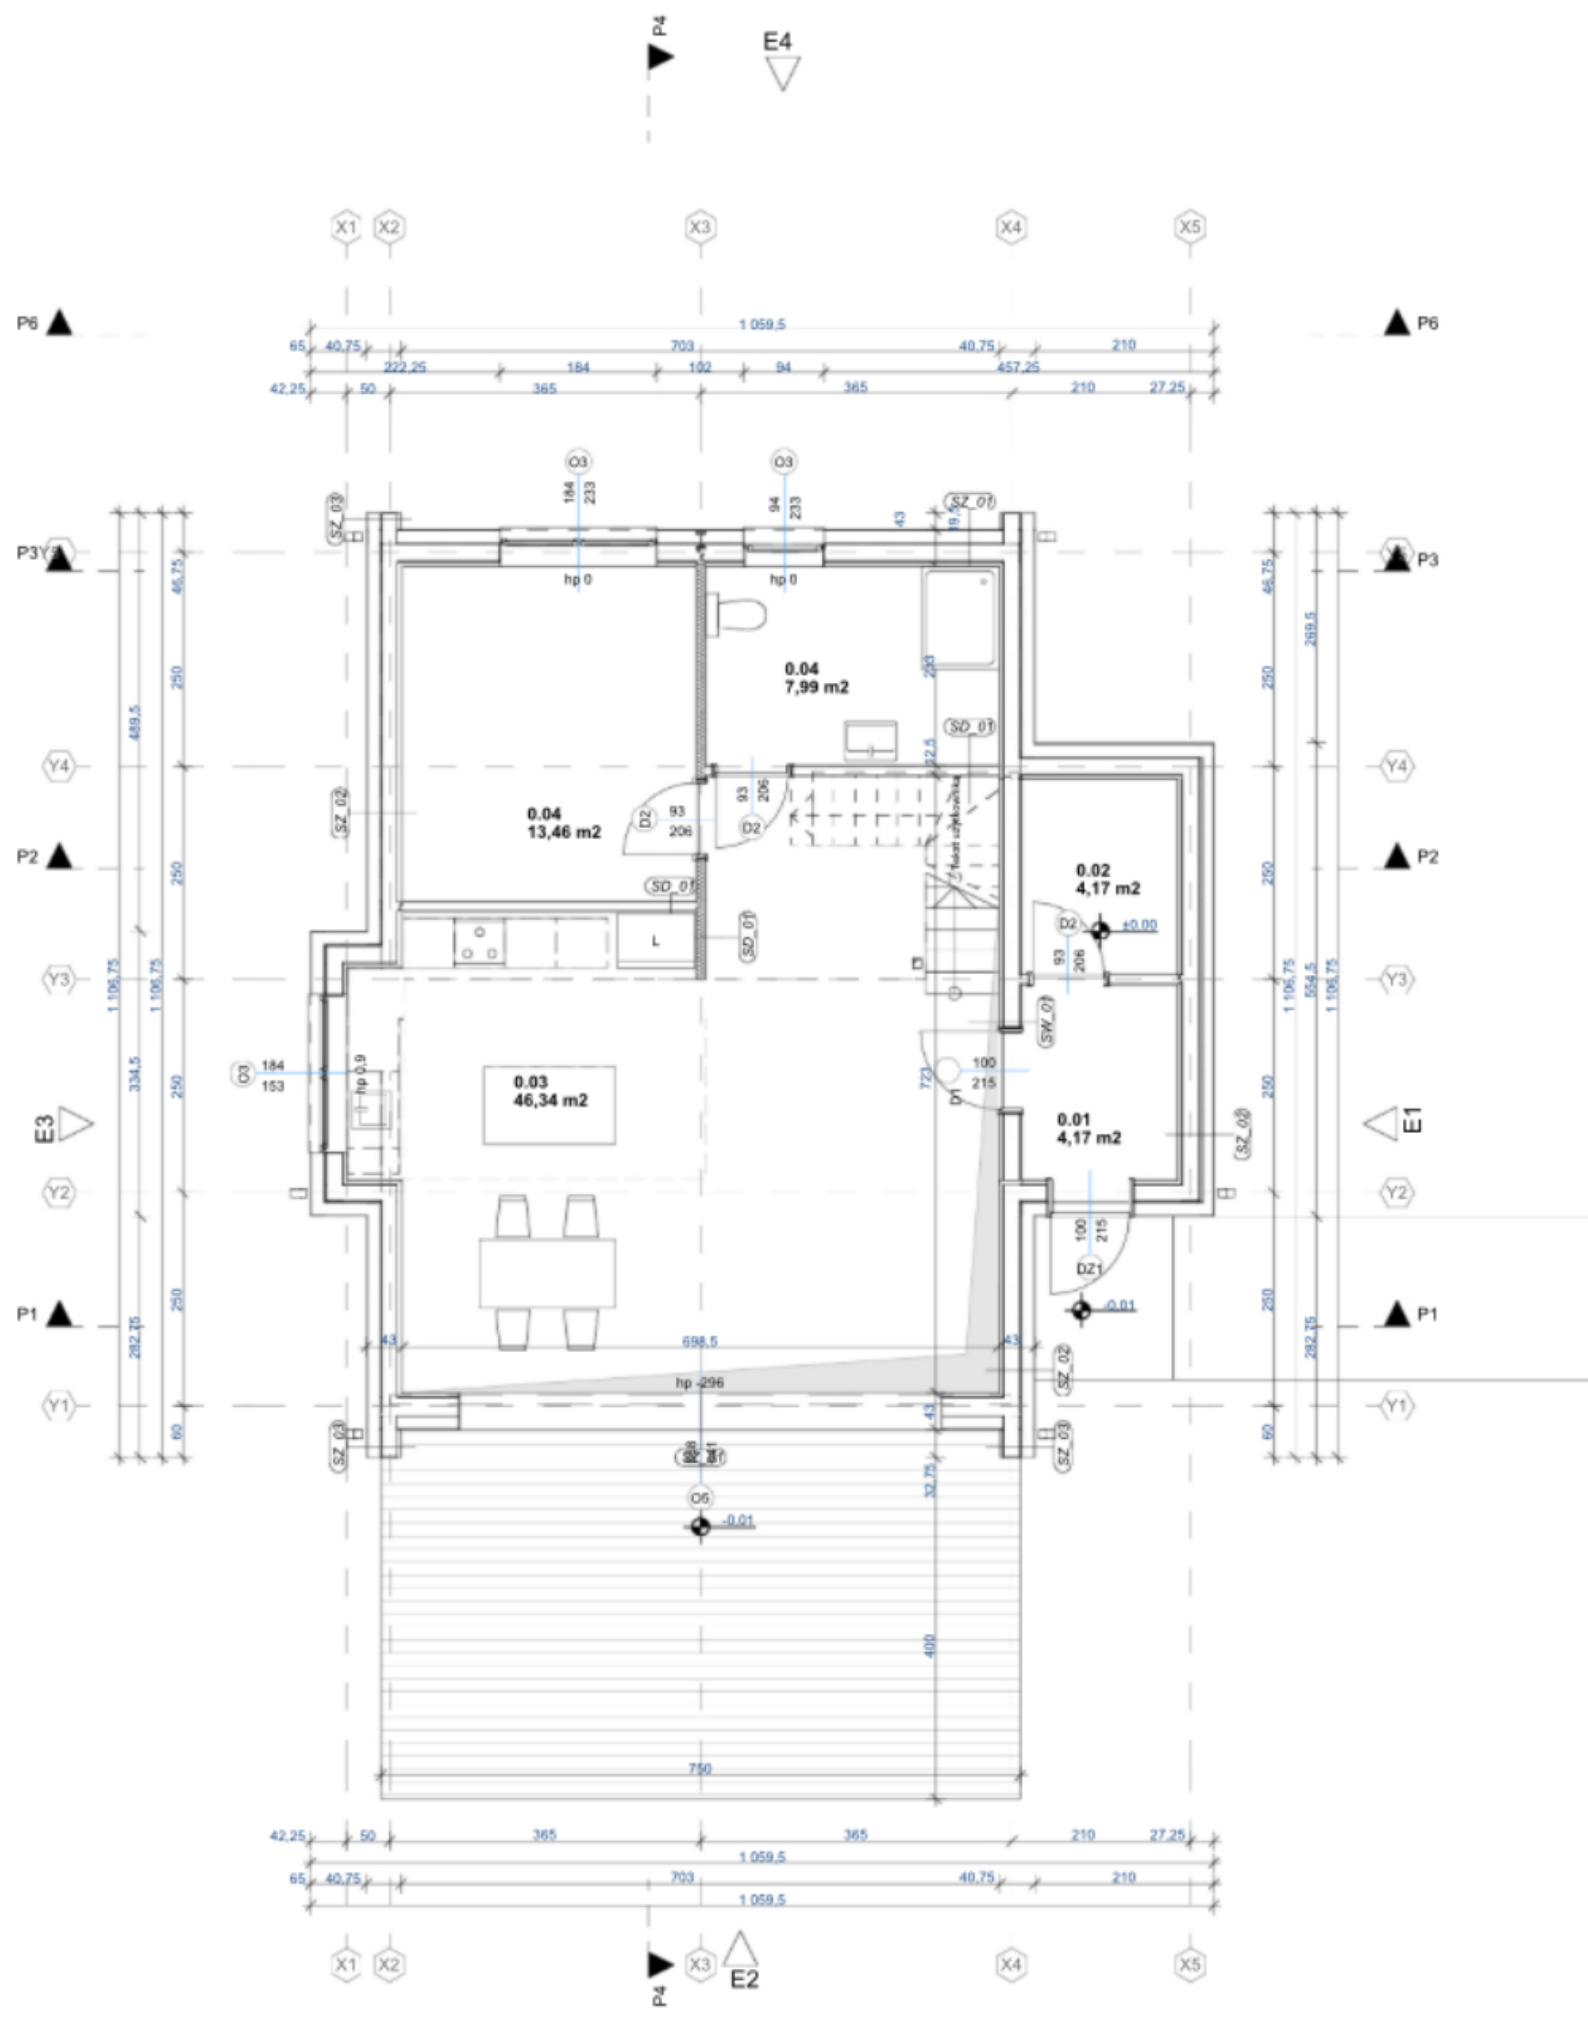 P4
E4
X1 X2 X3 X4 X5
P6 P6
1 059,5
65 40,75 703 40,75 210
222,25 184 102 94 457,25
42,25 50 365 365 210 27,25
O3 O3
184 233 94 233
SZ_03 43 SZ_01
P3 P3
46,75 46,75
hp 0 hp 0
269,5
0.04
7,99 m2
250 233 250
489,5
SD_01
Y4 12,5 Y4
93 206
SZ_02
0.04
13,46 m2
D2 93
206
D2
P2 P2
0.02
4,17 m2
250 250
SD_01
SD_01
L
D2 ±0.00
93 206
Y3 Y3
1 106,75 1 106,75 1 106,75 554,5 1 106,75
SW_01
O3 184
153
hp 0,9
334,5 250 250
0.03
46,34 m2
723
100
215
D1
E3 E1
0.01
4,17 m2
SZ_02
Y2 Y2
100 215
DZ1
P1 -0.01 P1
250 250
282,75 282,75
43 698,5 43
SZ_02
hp -296
Y1 Y1
43
60 60
SZ_03 SZ_03
32,75
O5
-0.01
400
750
42,25 50 365 365 210 27,25
1 059,5
65 40,75 703 40,75 210
1 059,5
X1 X2 X3 X4 X5
P4
E2